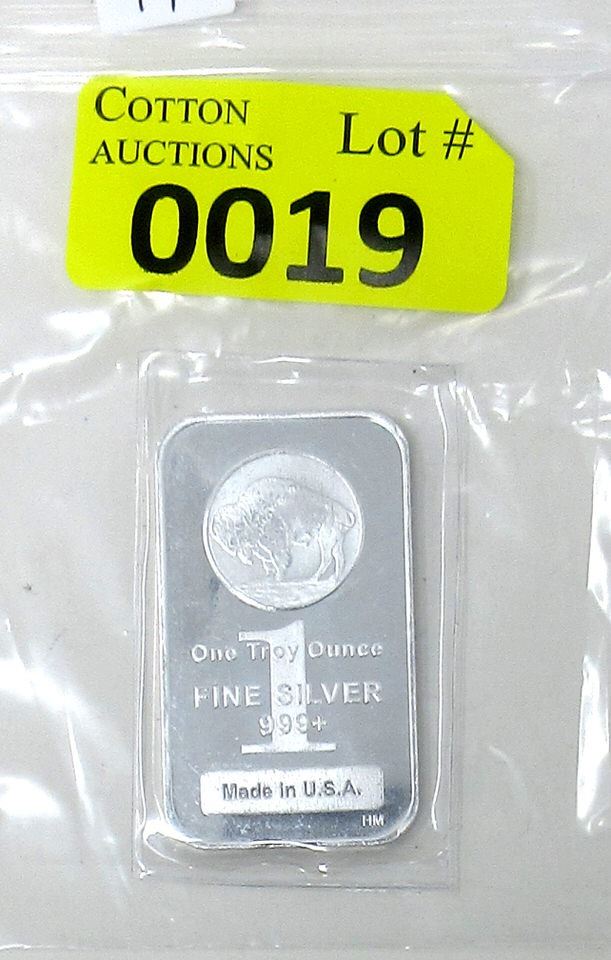 COTTON
AUCTIONS
Lot #
0019
1
One Troy Ounce
FINE SILVER
999+
Made in U.S.A.
HM